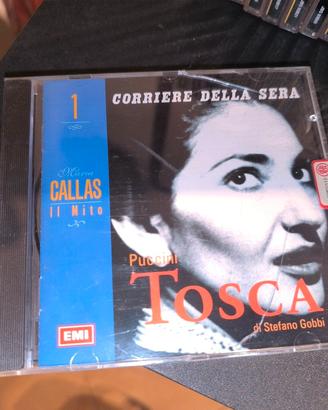 1
CORRIERE DELLA SERA
Maria
CALLAS
Il Mito
Puccini
TOSCA
di Stefano Gobbi
EMI